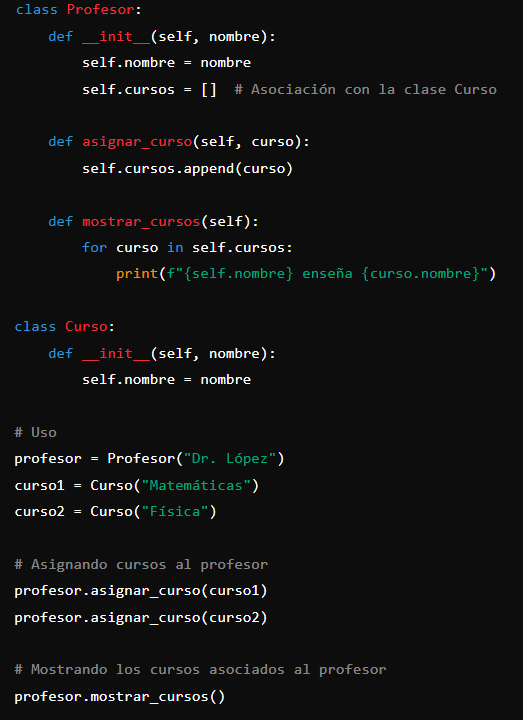 class Profesor:
    def __init__(self, nombre):
        self.nombre = nombre
        self.cursos = []  # Asociación con la clase Curso

    def asignar_curso(self, curso):
        self.cursos.append(curso)

    def mostrar_cursos(self):
        for curso in self.cursos:
            print(f"{self.nombre} enseña {curso.nombre}")

class Curso:
    def __init__(self, nombre):
        self.nombre = nombre

# Uso
profesor = Profesor("Dr. López")
curso1 = Curso("Matemáticas")
curso2 = Curso("Física")

# Asignando cursos al profesor
profesor.asignar_curso(curso1)
profesor.asignar_curso(curso2)

# Mostrando los cursos asociados al profesor
profesor.mostrar_cursos()